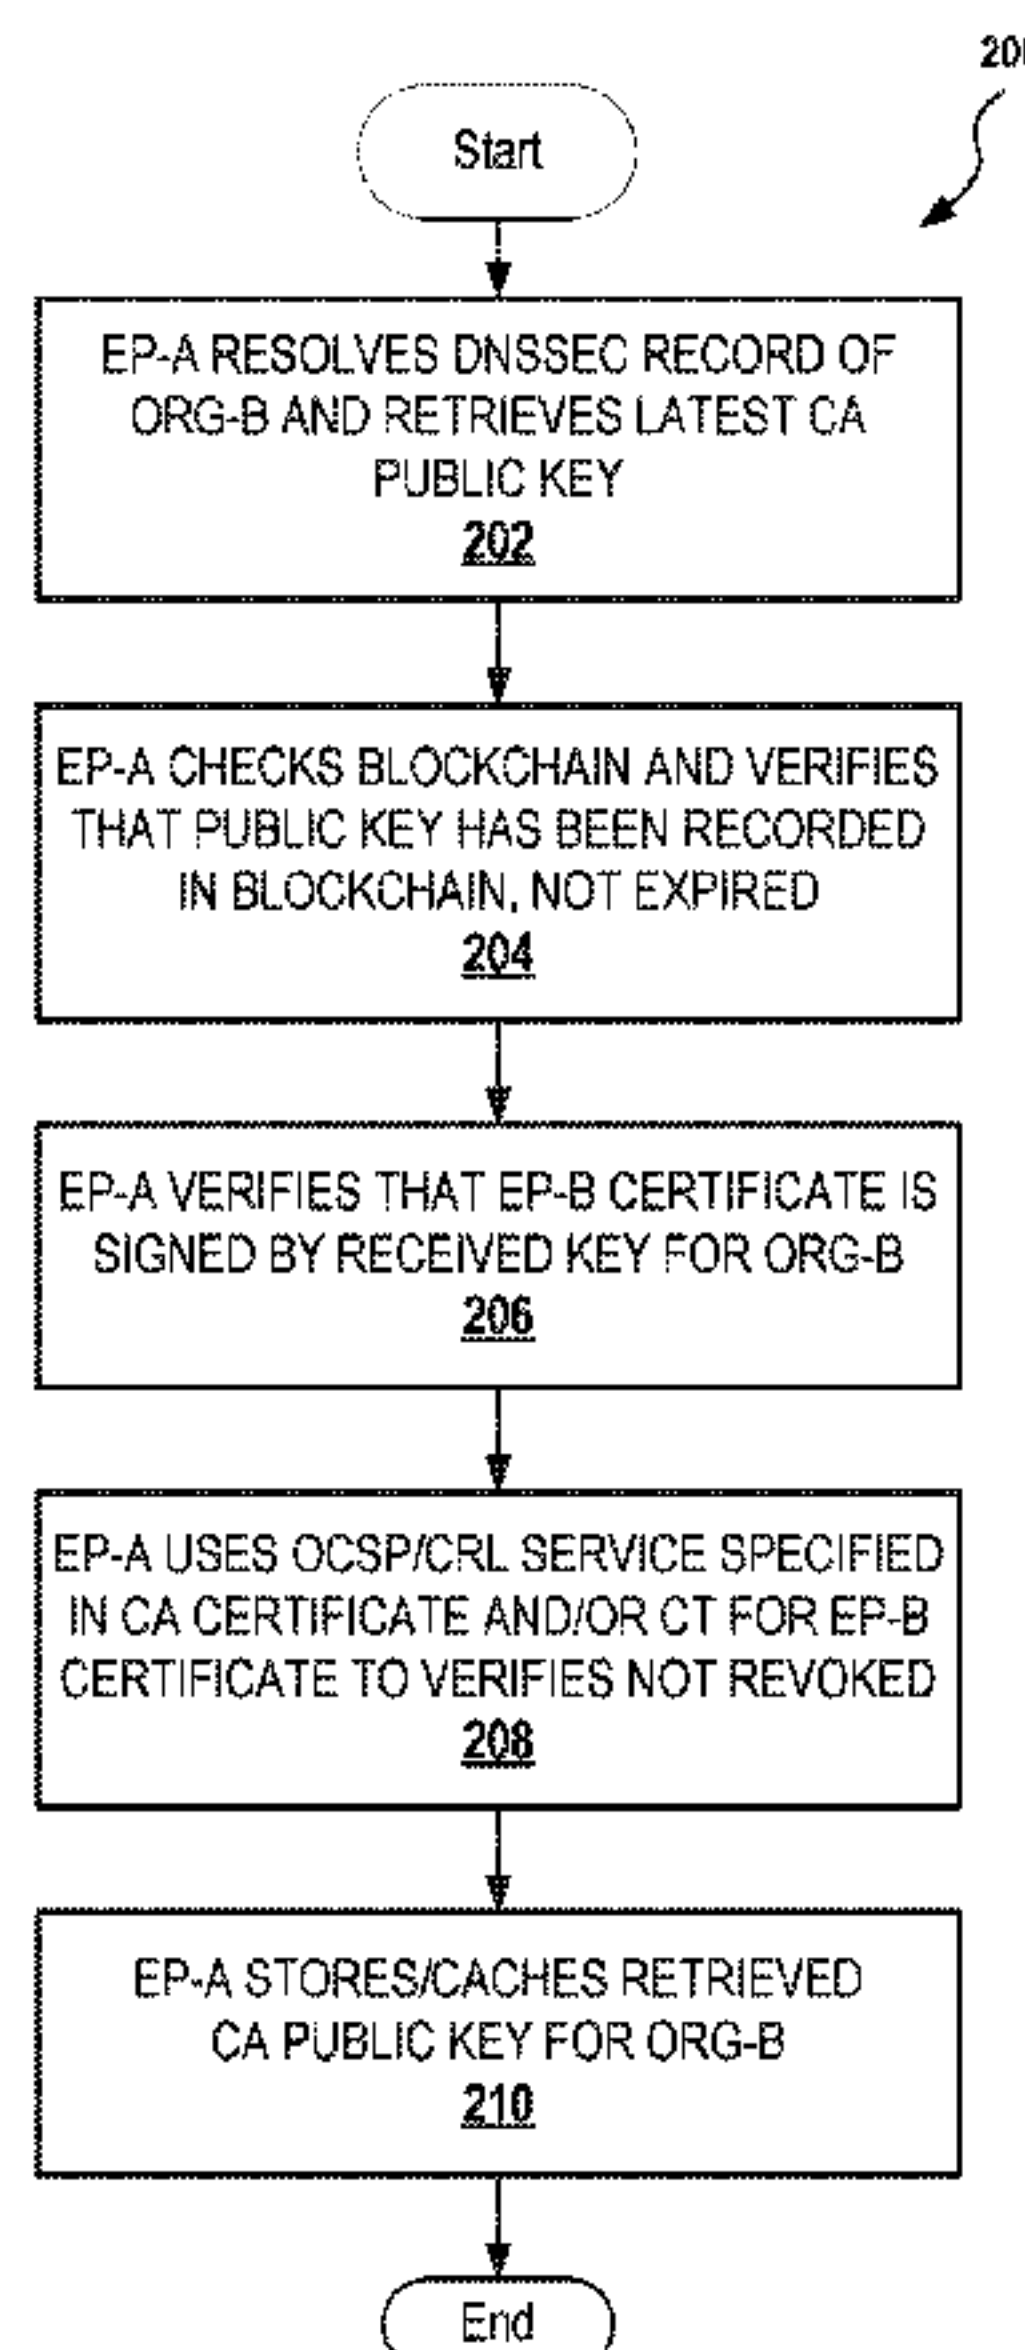 Start
EP-A RESOLVES DNSSEC RECORD OF
ORG-B AND RETRIEVES LATEST CA
PUBLIC KEY
202
EP-A CHECKS BLOCKCHAIN AND VERIFIES
THAT PUBLIC KEY HAS BEEN RECORDED
IN BLOCKCHAIN, NOT EXPIRED
204
EP-A VERIFIES THAT EP-B CERTIFICATE IS
SIGNED BY RECEIVED KEY FOR ORG-B
206
EP-A USES OCSP/CRL SERVICE SPECIFIED
IN CA CERTIFICATE AND/OR CT FOR EP-B
CERTIFICATE TO VERIFIES NOT REVOKED
208
EP-A STORES/CACHES RETRIEVED
CA PUBLIC KEY FOR ORG-B
210
End